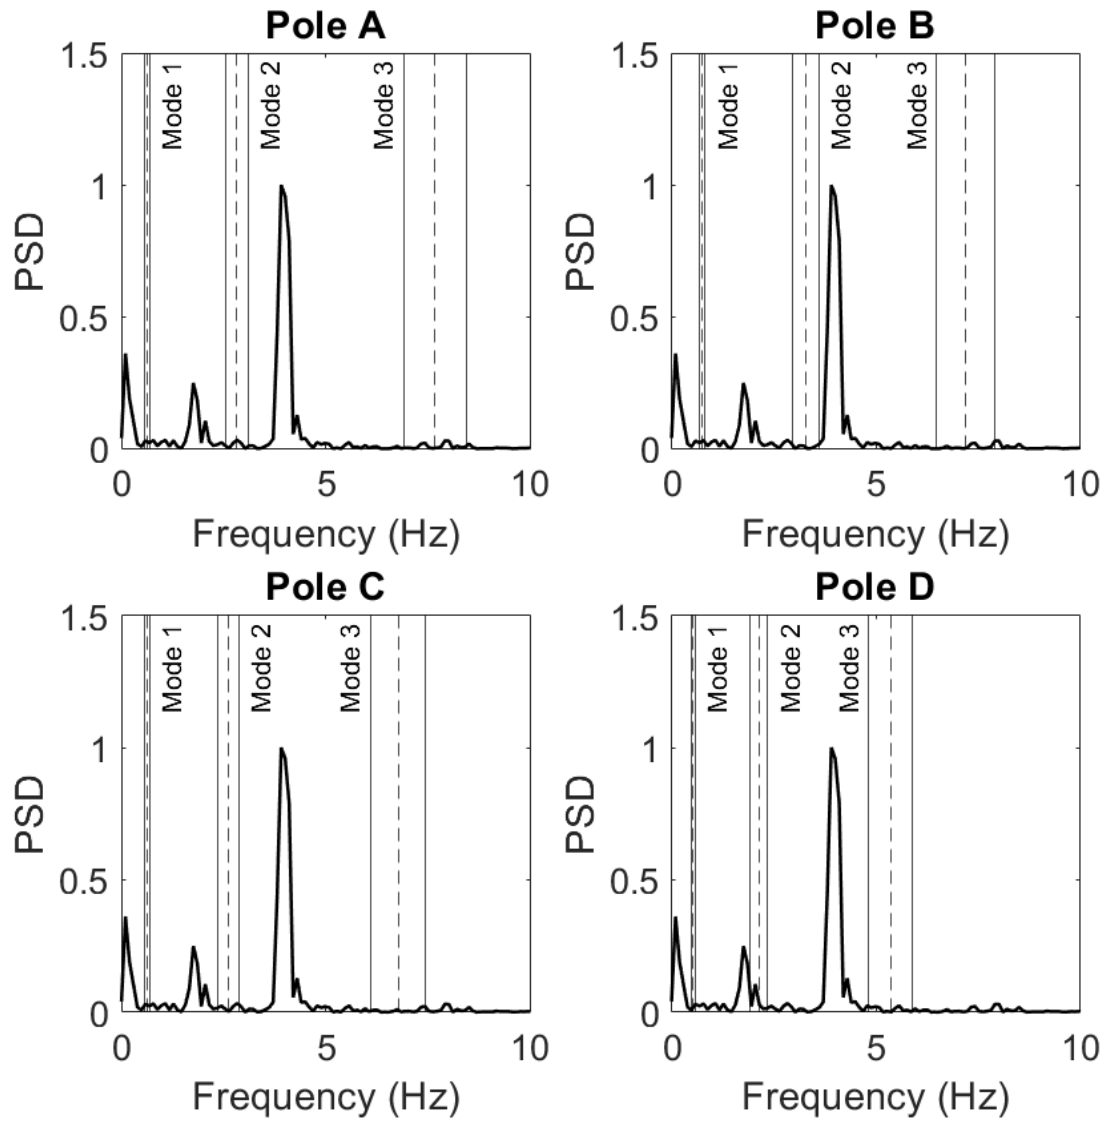 Pole A
1.5
1
0.5
0
PSD
Mode 1
Mode 2
Mode 3
0 5 10
Frequency (Hz)
Pole B
1.5
1
0.5
0
PSD
Mode 1
Mode 2
Mode 3
0 5 10
Frequency (Hz)
Pole C
1.5
1
0.5
0
PSD
Mode 1
Mode 2
Mode 3
0 5 10
Frequency (Hz)
Pole D
1.5
1
0.5
0
PSD
Mode 1
Mode 2
Mode 3
0 5 10
Frequency (Hz)